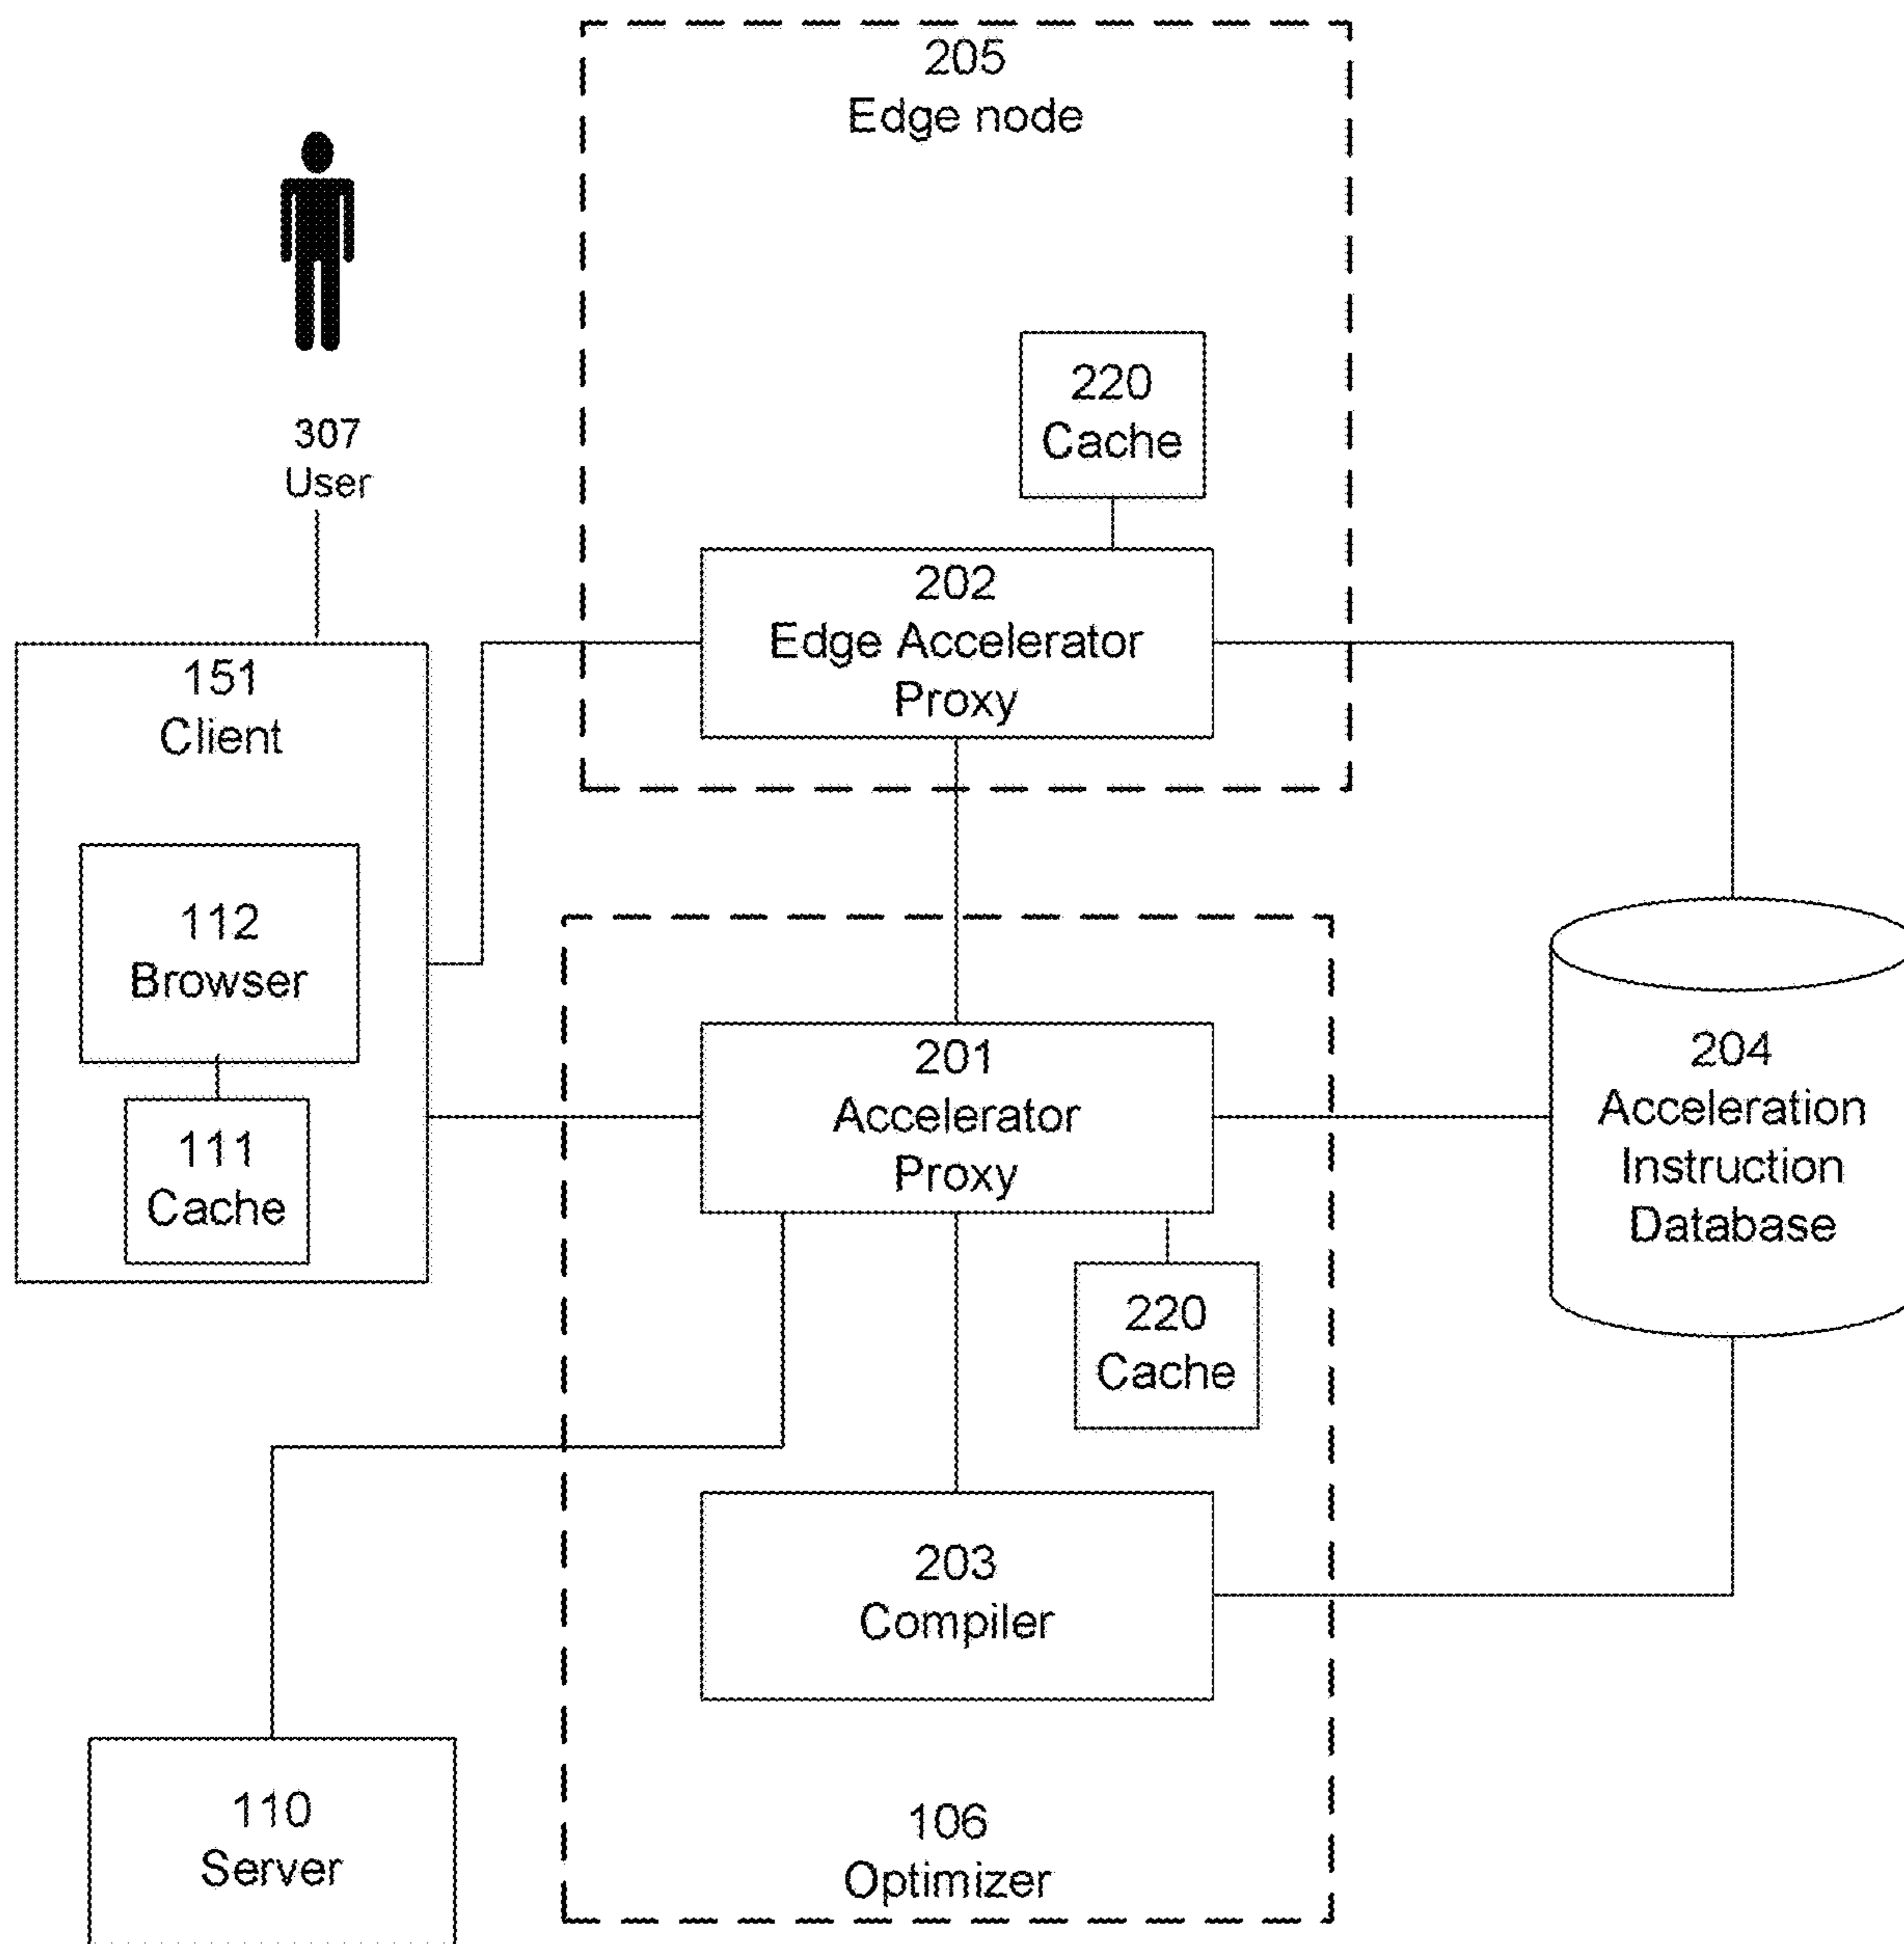 205
Edge node
307
User
220
Cache
202
Edge Accelerator
Proxy
151
Client
112
Browser
111
Cache
201
Accelerator
Proxy
204
Acceleration
Instruction
Database
220
Cache
203
Compiler
110
Server
106
Optimizer